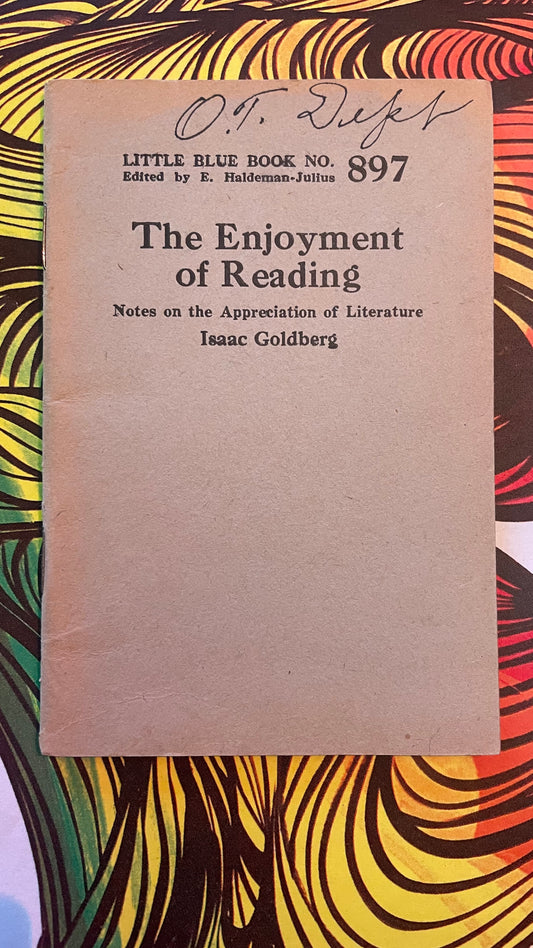 O.T. Dept
LITTLE BLUE BOOK NO. 897
Edited by E. Haldeman-Julius
The Enjoyment
of Reading
Notes on the Appreciation of Literature
Isaac Goldberg